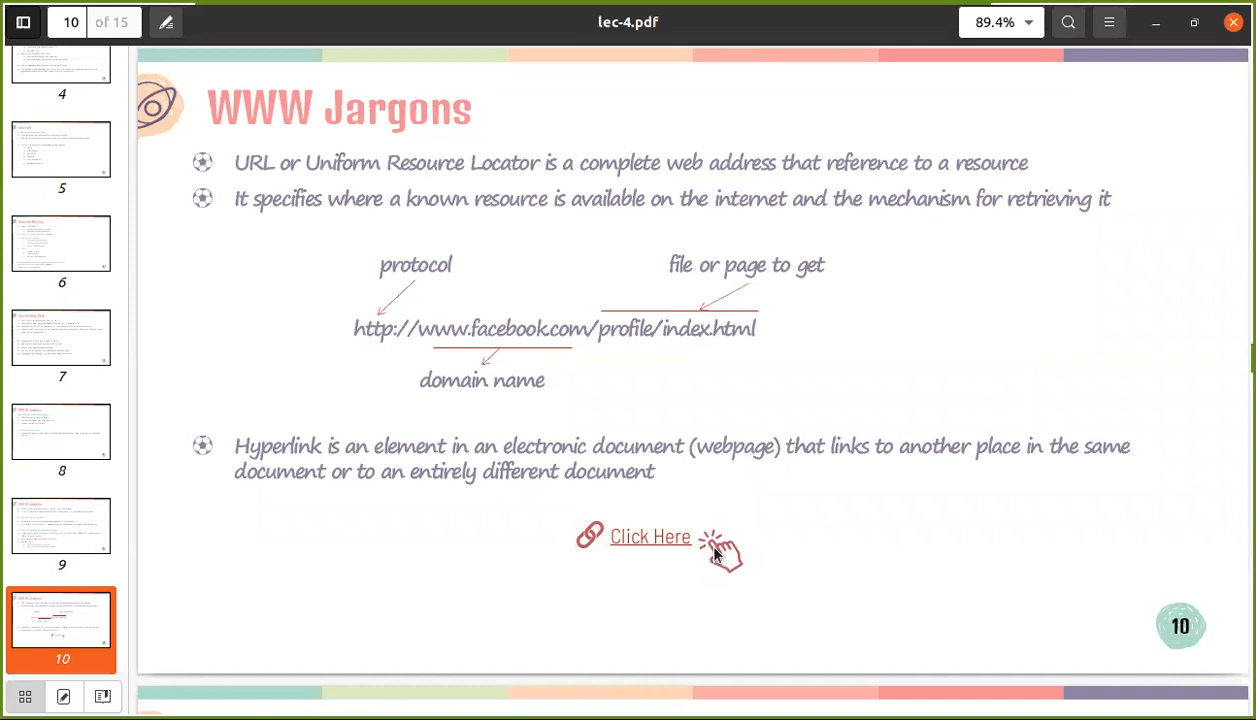 10 of 15
lec-4.pdf
89.4%
4
5
6
7
8
9
10
WWW Jargons
URL or Uniform Resource Locator is a complete web address that reference to a resource
It specifies where a known resource is available on the internet and the mechanism for retrieving it
protocol
file or page to get
http://www.facebook.com/profile/index.html
domain name
Hyperlink is an element in an electronic document (webpage) that links to another place in the same
document or to an entirely different document
Click Here
10